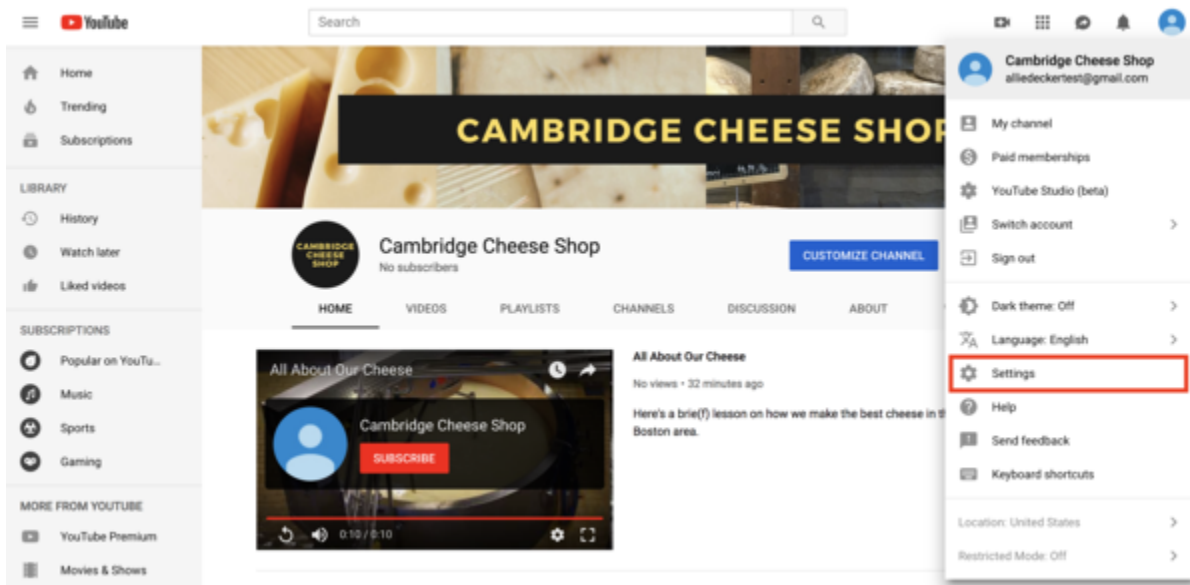 YouTube
Search
Home
Trending
Subscriptions
LIBRARY
History
Watch later
Liked videos
SUBSCRIPTIONS
Popular on YouTu...
Music
Sports
Gaming
MORE FROM YOUTUBE
YouTube Premium
Movies & Shows
CAMBRIDGE CHEESE SHOP
CAMBRIDGE
CHEESE
SHOP
Cambridge Cheese Shop
No subscribers
CUSTOMIZE CHANNEL
HOME VIDEOS PLAYLISTS CHANNELS DISCUSSION ABOUT
All About Our Cheese
Cambridge Cheese Shop
SUBSCRIBE
0:10 / 0:10
All About Our Cheese
No views • 32 minutes ago
Here's a brie(f) lesson on how we make the best cheese in
Boston area.
Cambridge Cheese Shop
alliedeckertest@gmail.com
My channel
Paid memberships
YouTube Studio (beta)
Switch account
Sign out
Dark theme: Off
Language: English
Settings
Help
Send feedback
Keyboard shortcuts
Location: United States
Restricted Mode: Off